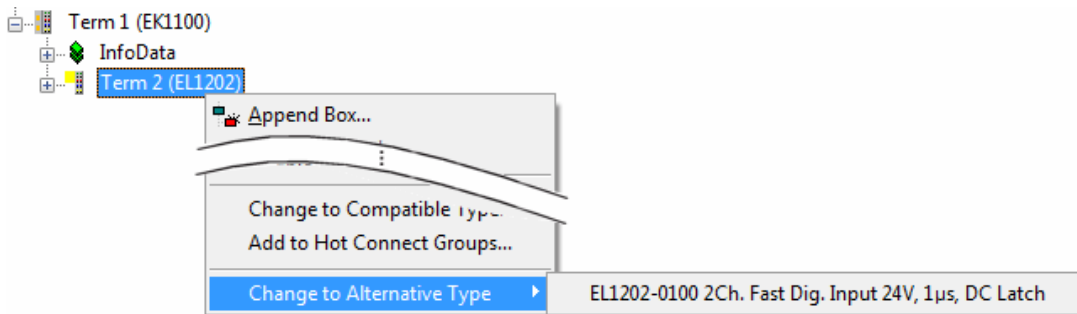 Term 1 (EK1100)
InfoData
Term 2 (EL1202)
Append Box...
Change to Compatible
Add to Hot Connect Groups...
Change to Alternative Type
EL1202-0100 2Ch. Fast Dig. Input 24V, 1µs, DC Latch